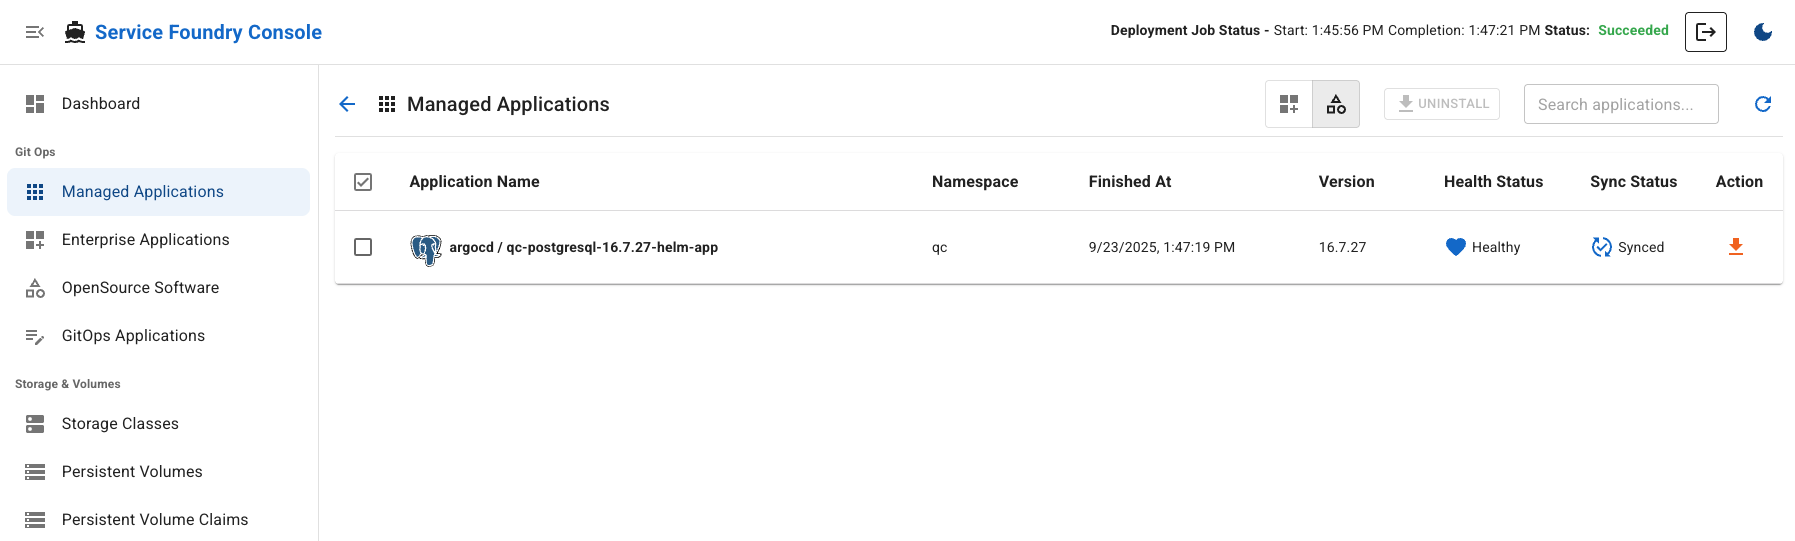 Service Foundry Console
Deployment Job Status - Start: 1:45:56 PM Completion: 1:47:21 PM Status: Succeeded
Dashboard
Git Ops
Managed Applications
Enterprise Applications
OpenSource Software
GitOps Applications
Storage & Volumes
Storage Classes
Persistent Volumes
Persistent Volume Claims
Managed Applications
UNINSTALL
Search applications...
Application Name Namespace Finished At Version Health Status Sync Status Action
argocd / qc-postgresql-16.7.27-helm-app qc 9/23/2025, 1:47:19 PM 16.7.27 Healthy Synced